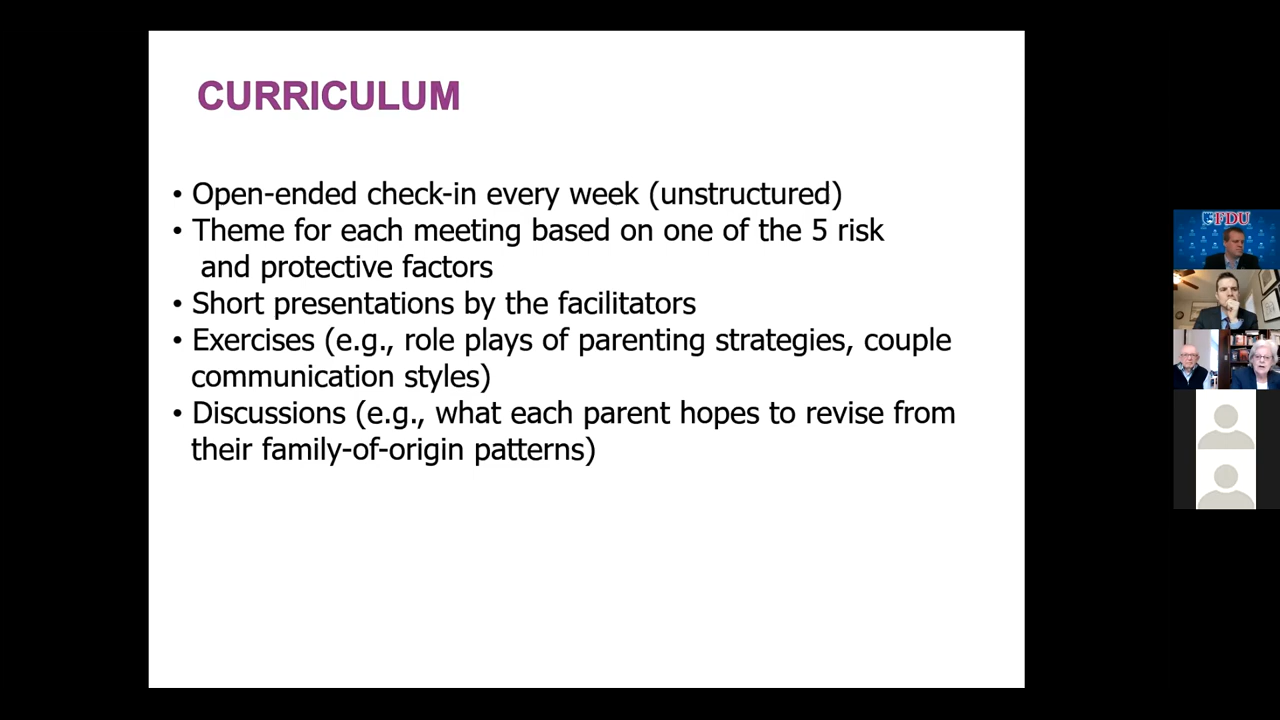 CURRICULUM
• Open-ended check-in every week (unstructured)
• Theme for each meeting based on one of the 5 risk
and protective factors
• Short presentations by the facilitators
• Exercises (e.g., role plays of parenting strategies, couple
communication styles)
• Discussions (e.g., what each parent hopes to revise from
their family-of-origin patterns)
FDU